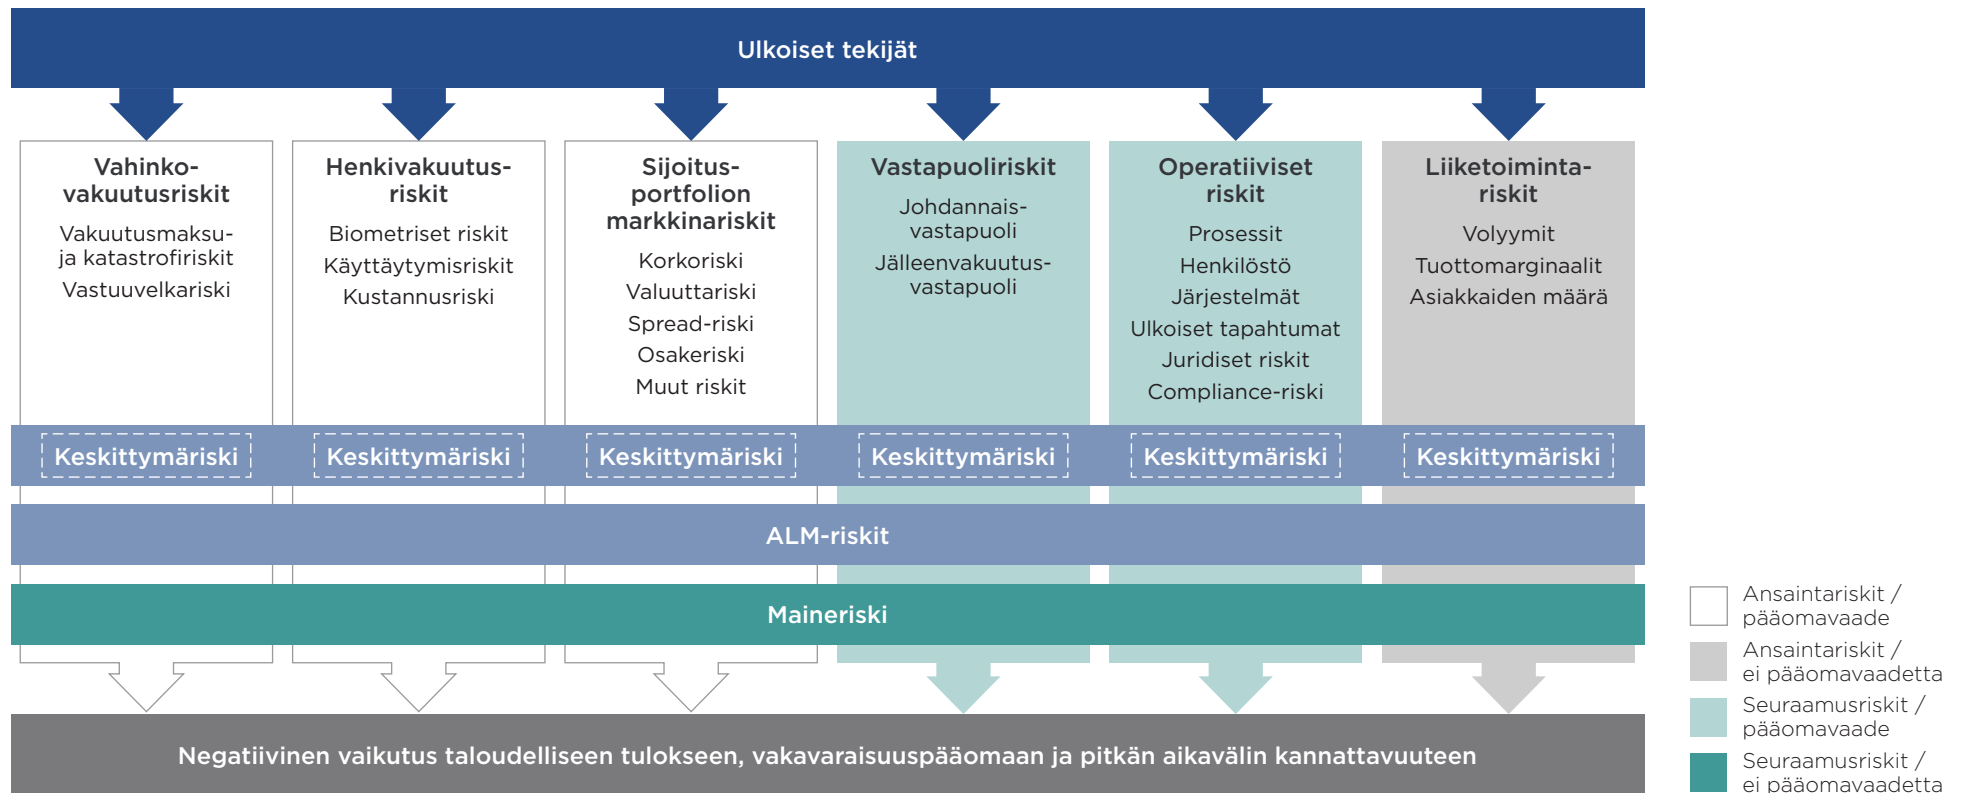 Ulkoiset tekijät
Vahinko-
vakuutusriskit
Vakuutusmaksu-
ja katastrofiriskit
Vastuuvelkariski
Henkivakuutus-
riskit
Biometriset riskit
Käyttäytymisriskit
Kustannusriski
Sijoitus-
portfolion
markkinariskit
Korkoriski
Valuuttariski
Spread-riski
Osakeriski
Muut riskit
Vastapuoliriskit
Johdannais-
vastapuoli
Jälleenvakuutus-
vastapuoli
Operatiiviset
riskit
Prosessit
Henkilöstö
Järjestelmät
Ulkoiset tapahtumat
Juridiset riskit
Compliance-riski
Liiketoiminta-
riskit
Volyymit
Tuottomarginaalit
Asiakkaiden määrä
Keskittymäriski
Keskittymäriski
Keskittymäriski
Keskittymäriski
Keskittymäriski
Keskittymäriski
ALM-riskit
Maineriski
Negatiivinen vaikutus taloudelliseen tulokseen, vakavaraisuuspääomaan ja pitkän aikavälin kannattavuuteen
Ansaintariskit /
pääomavaade
Ansaintariskit /
ei pääomavaadetta
Seuraamusriskit /
pääomavaade
Seuraamusriskit /
ei pääomavaadetta